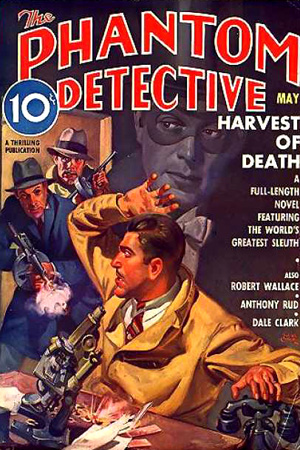 The
PHANTOM
DETECTIVE
10¢
MAY
A THRILLING
PUBLICATION
HARVEST
OF
DEATH
A
FULL-LENGTH
NOVEL
FEATURING
THE WORLD'S
GREATEST SLEUTH
•
ALSO
ROBERT WALLACE
ANTHONY RUD
DALE CLARK